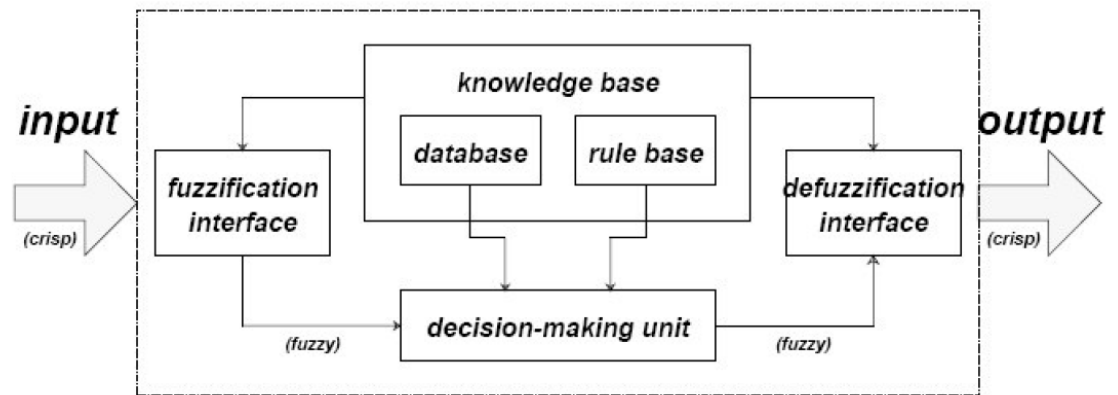 knowledge base
input
output
database
rule base
fuzzification
interface
defuzzification
interface
(crisp)
(crisp)
decision-making unit
(fuzzy)
(fuzzy)